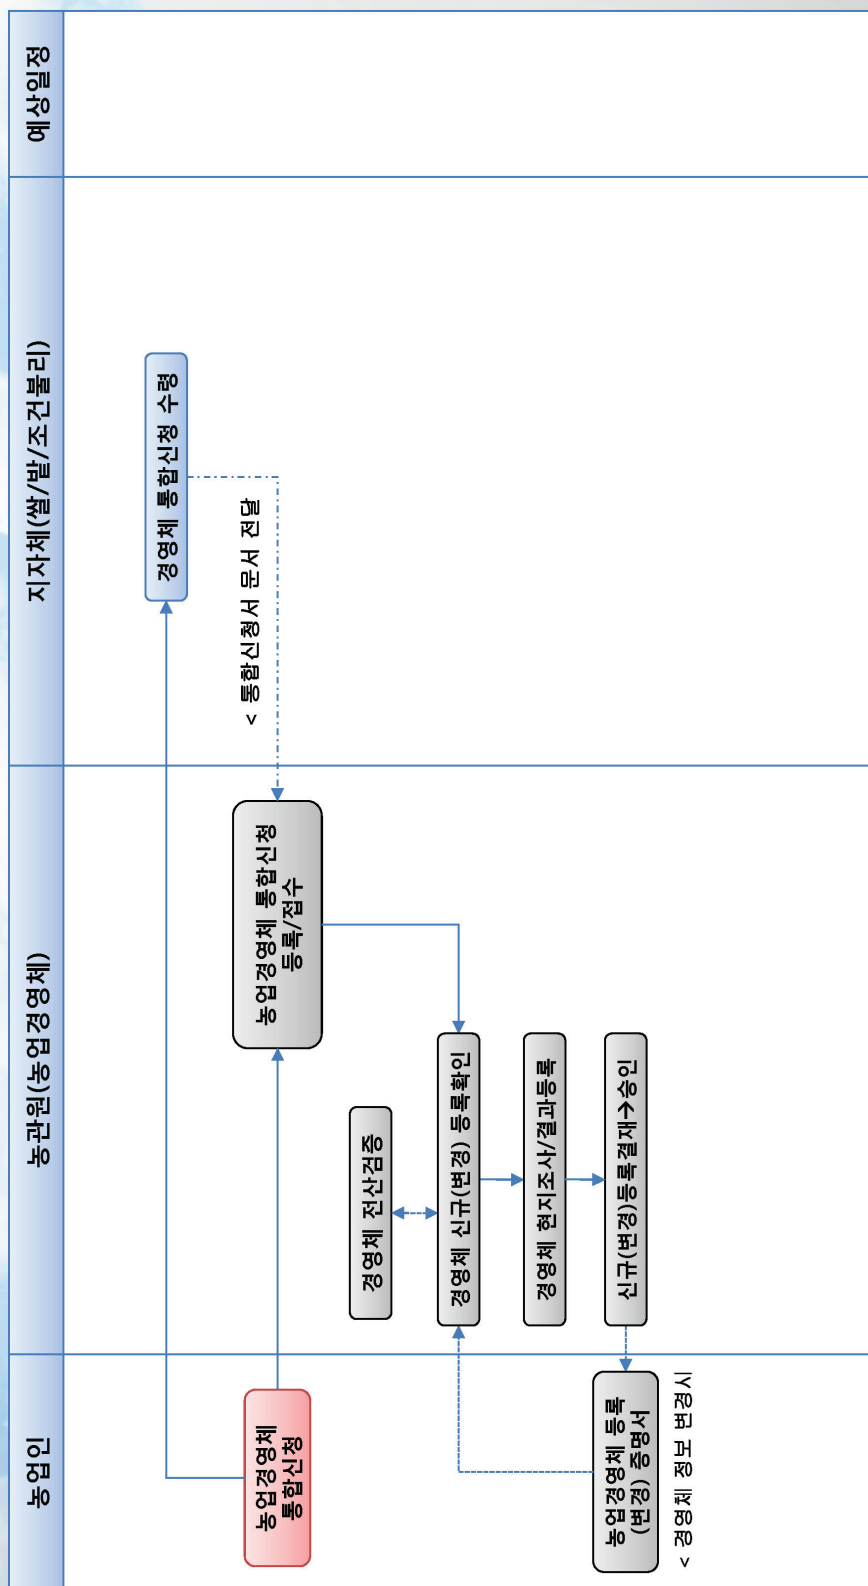 농업인
농관원(농업경영체)
지자체(쌀/밭/조건불리)
예상일정
경영체 통합신청 수령
농업경영체
통합신청
농업경영체 통합신청
등록/접수
< 통합신청서 문서 전달
경영체 전산검증
경영체 신규(변경) 등록확인
경영체 현지조사/결과등록
신규(변경)등록결재→승인
농업경영체 등록
(변경) 증명서
< 경영체 정보 변경시